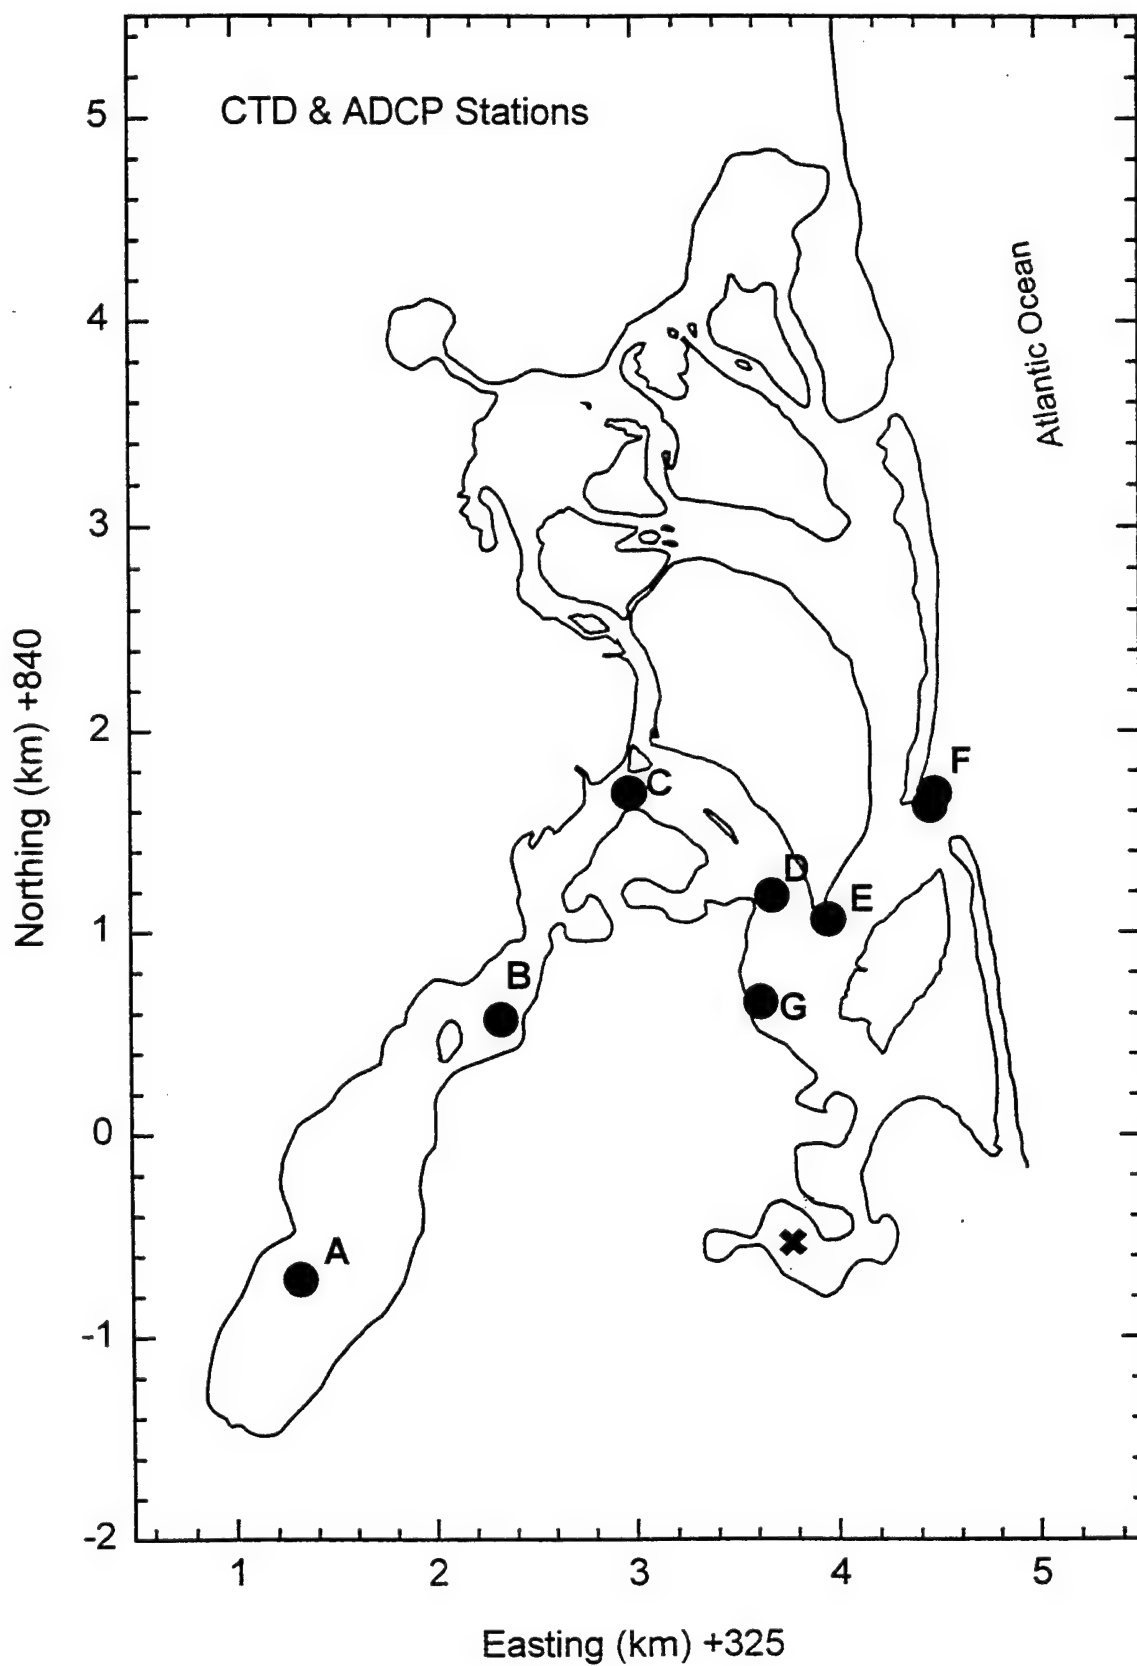 CTD & ADCP Stations
5
4
3
2
1
0
-1
-2
Northing (km) +840
Atlantic Ocean
F
C
D
E
B
G
A
1
2
3
4
5
Easting (km) +325